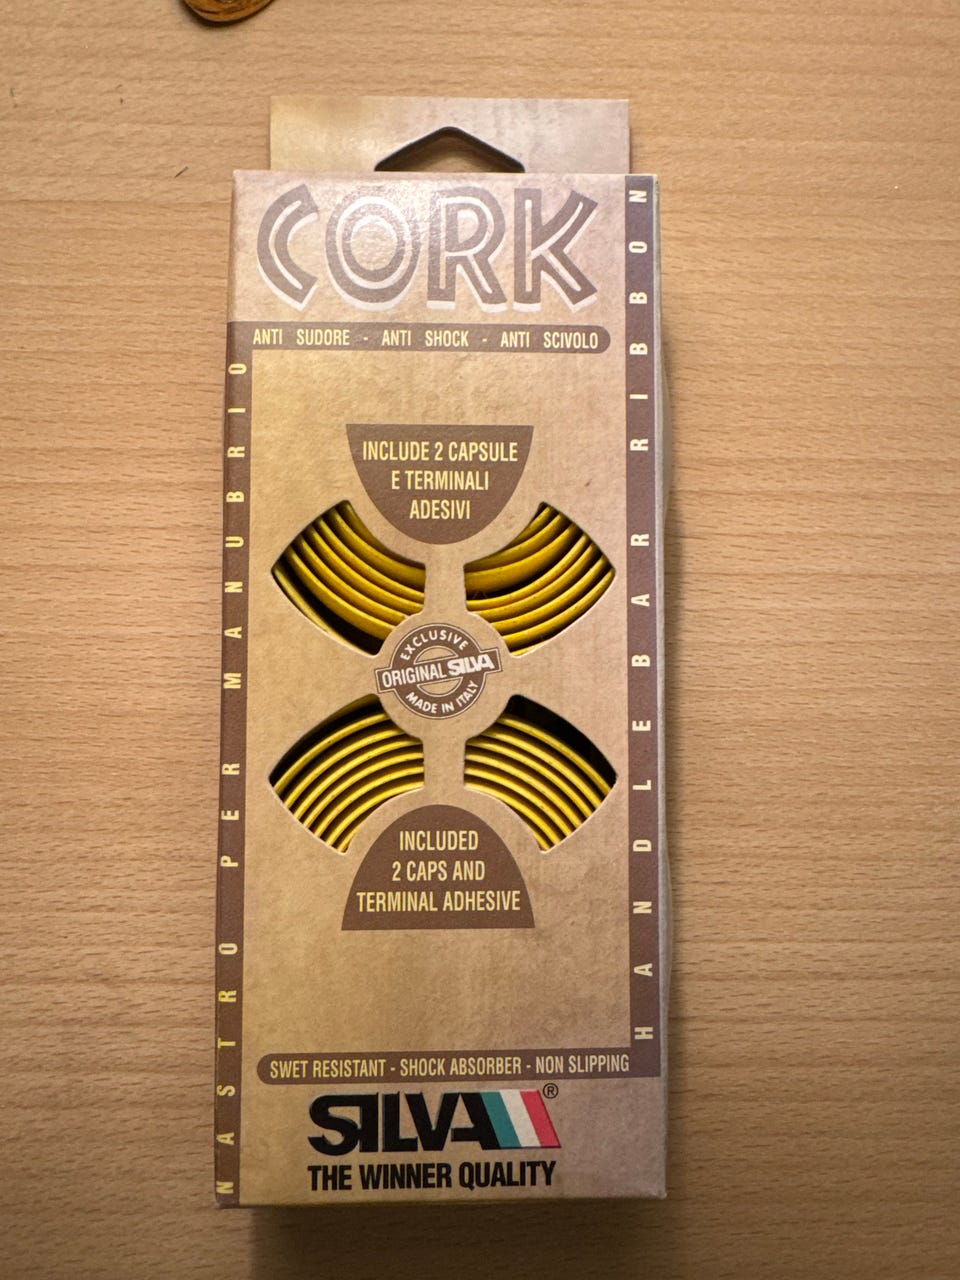 CORK
ANTI SUDORE - ANTI SHOCK - ANTI SCIVOLO
NASTRO PER MANUBRIO
HANDLEBAR RIBBON
INCLUDE 2 CAPSULE
E TERMINALI
ADESIVI
EXCLUSIVE
ORIGINAL SILVA
MADE IN ITALY
INCLUDED
2 CAPS AND
TERMINAL ADHESIVE
SWET RESISTANT - SHOCK ABSORBER - NON SLIPPING
SILVA®
THE WINNER QUALITY